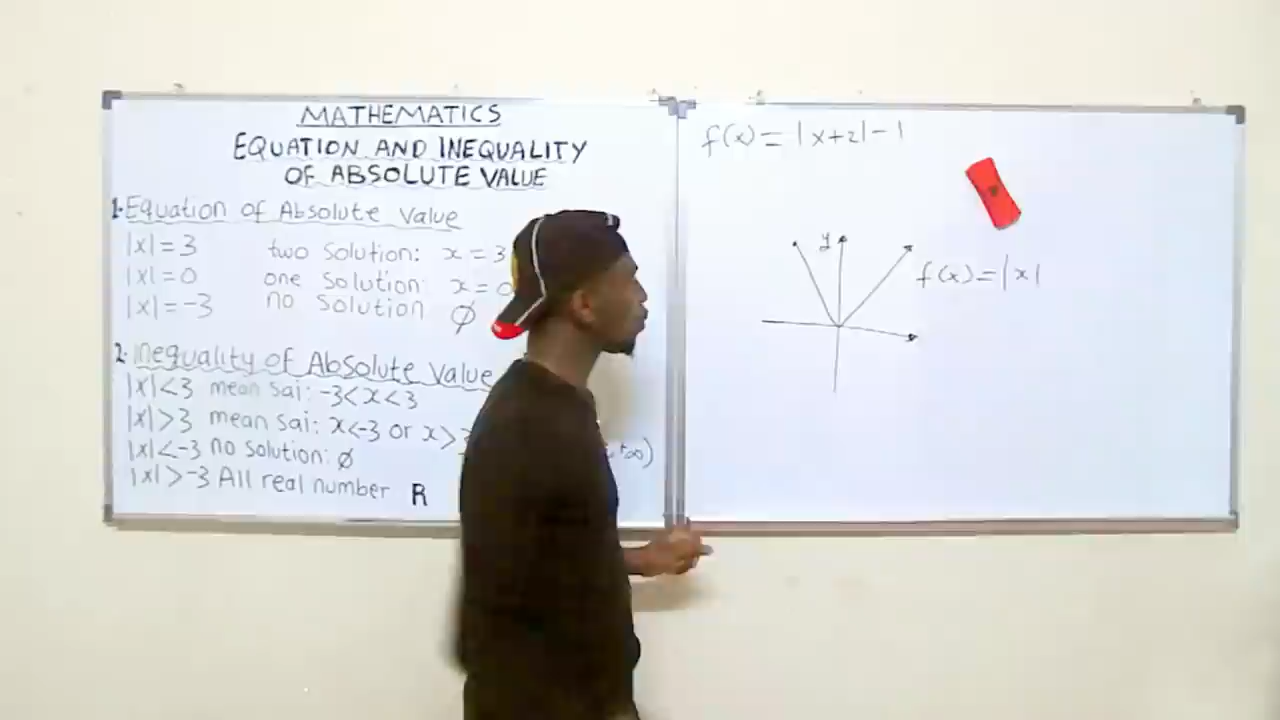 MATHEMATICS
EQUATION AND INEQUALITY
OF ABSOLUTE VALUE
1. Equation of Absolute Value
|x|=3 two solution: x=3
|x|=0 one solution: x=0
|x|=-3 no solution ∅
2. Inequality of Absolute Value
|x|<3 mean sai: -3<x<3
|x|>3 mean sai: x<-3 or x>3
+∞)
|x|<-3 no solution: ∅
|x|>-3 All real number R
f(x)=|x+2|-1
y
f(x)=|x|